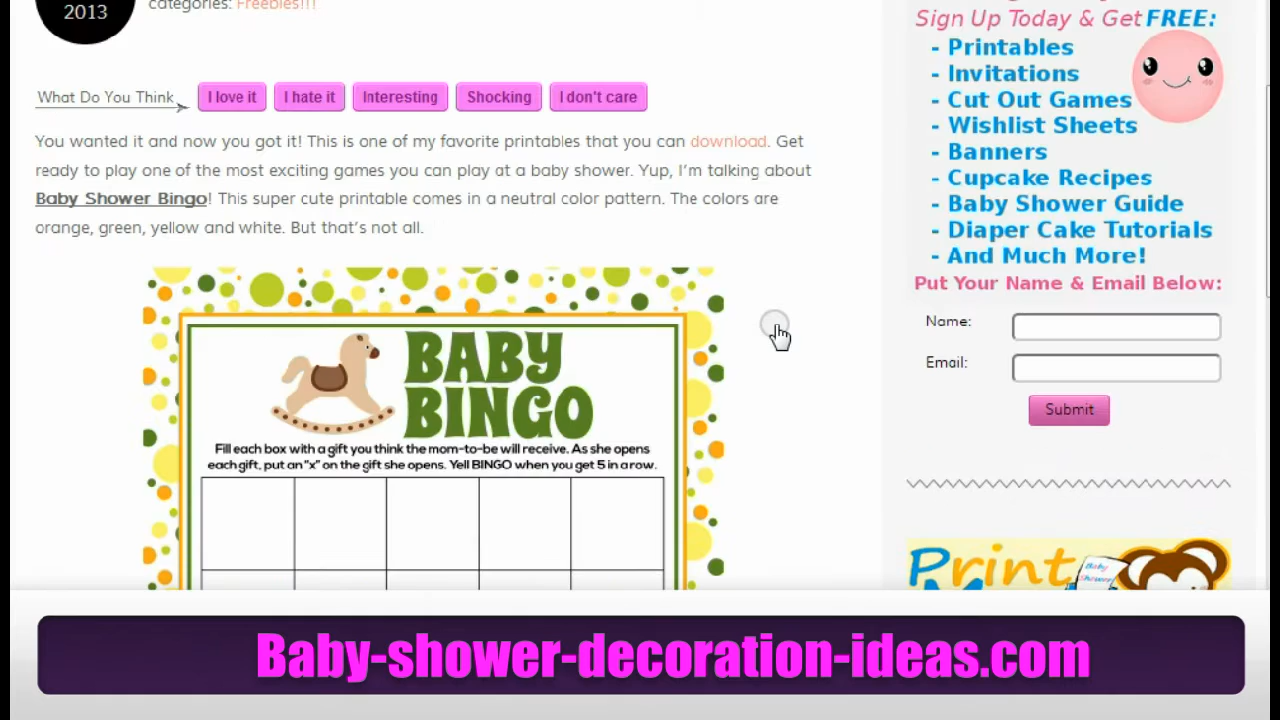 2013
categories: Freebies!!!
What Do You Think
I love it
I hate it
Interesting
Shocking
I don't care
You wanted it and now you got it! This is one of my favorite printables that you can download. Get
ready to play one of the most exciting games you can play at a baby shower. Yup, I'm talking about
Baby Shower Bingo! This super cute printable comes in a neutral color pattern. The colors are
orange, green, yellow and white. But that's not all.
BABY
BINGO
Fill each box with a gift you think the mom-to-be will receive. As she opens
each gift, put an "x" on the gift she opens. Yell BINGO when you get 5 in a row.
Sign Up Today & Get FREE:
- Printables
- Invitations
- Cut Out Games
- Wishlist Sheets
- Banners
- Cupcake Recipes
- Baby Shower Guide
- Diaper Cake Tutorials
- And Much More!
Put Your Name & Email Below:
Name:
Email:
Submit
Print
Baby
Shower
Baby-shower-decoration-ideas.com